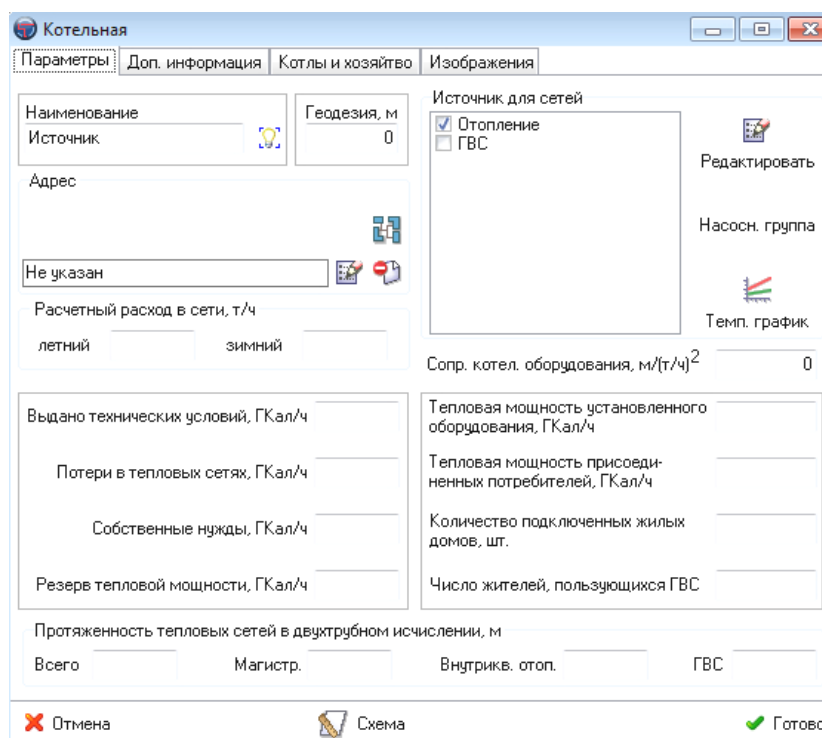 Котельная
Параметры Доп. информация Котлы и хозяйтво Изображения
Наименование
Источник
Геодезия, м
0
Источник для сетей
Отопление
ГВС
Редактировать
Насосн. группа
Темп. график
Адрес
Не указан
Расчетный расход в сети, т/ч
летний зимний
Сопр. котел. оборудования, м/(т/ч)2 0
Выдано технических условий, ГКал/ч
Потери в тепловых сетях, ГКал/ч
Собственные нужды, ГКал/ч
Резерв тепловой мощности, ГКал/ч
Тепловая мощность установленного
оборудования, ГКал/ч
Тепловая мощность присоеди-
ненных потребителей, ГКал/ч
Количество подключенных жилых
домов, шт.
Число жителей, пользующихся ГВС
Протяженность тепловых сетей в двухтрубном исчислении, м
Всего Магистр. Внутрикв. отоп. ГВС
Отмена Схема Готово